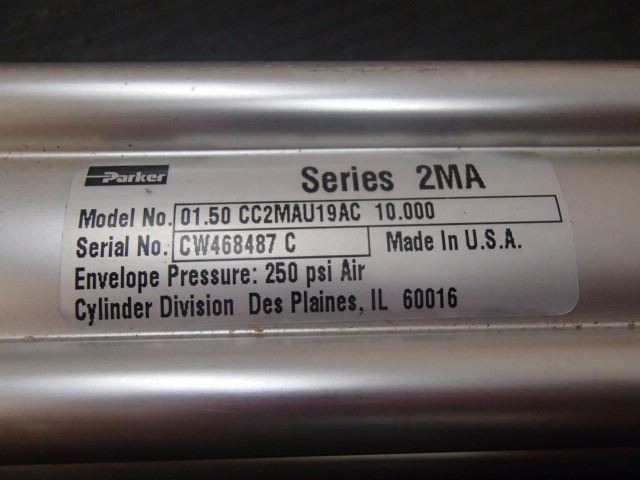 Parker
Series 2MA
Model No. 01.50 CC2MAU19AC 10.000
Serial No. CW468487 C Made In U.S.A.
Envelope Pressure: 250 psi Air
Cylinder Division Des Plaines, IL 60016